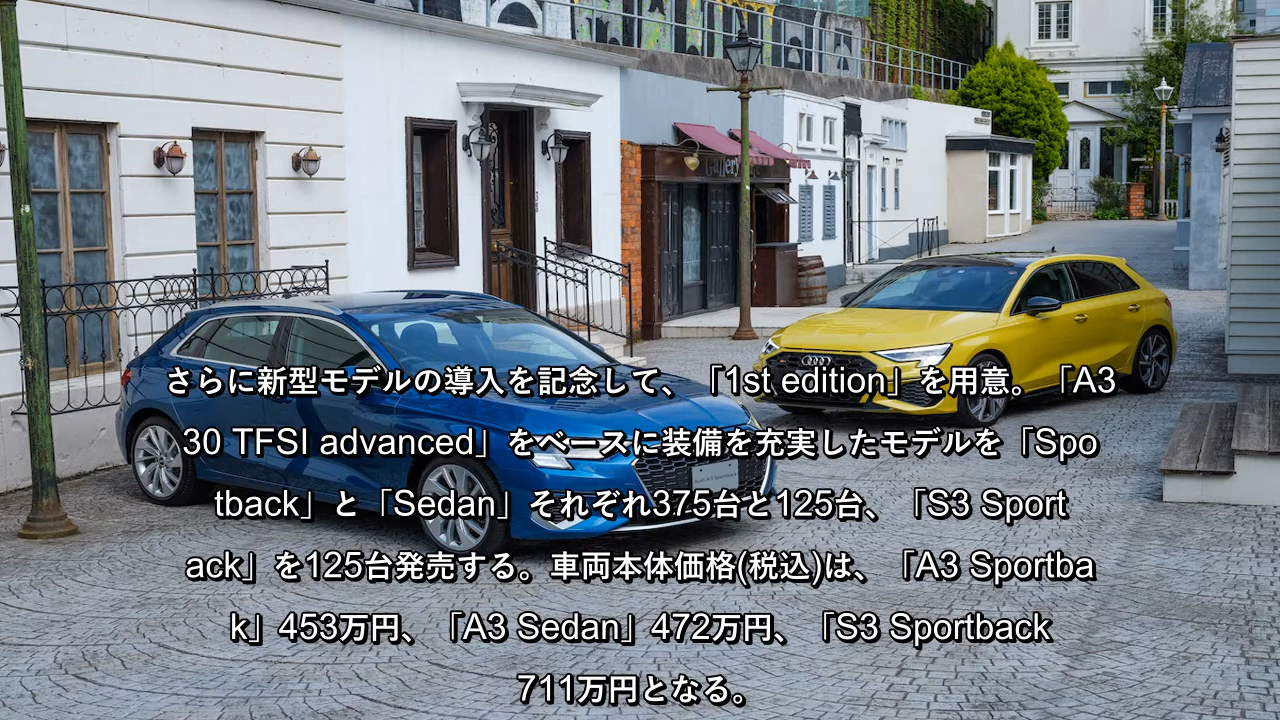 Gallery
さらに新型モデルの導入を記念して、「1st edition」を用意。「A3
30 TFSI advanced」をベースに装備を充実したモデルを「Spo
tback」と「Sedan」それぞれ375台と125台、「S3 Sport
ack」を125台発売する。車両本体価格(税込)は、「A3 Sportba
k」453万円、「A3 Sedan」472万円、「S3 Sportback
711万円となる。